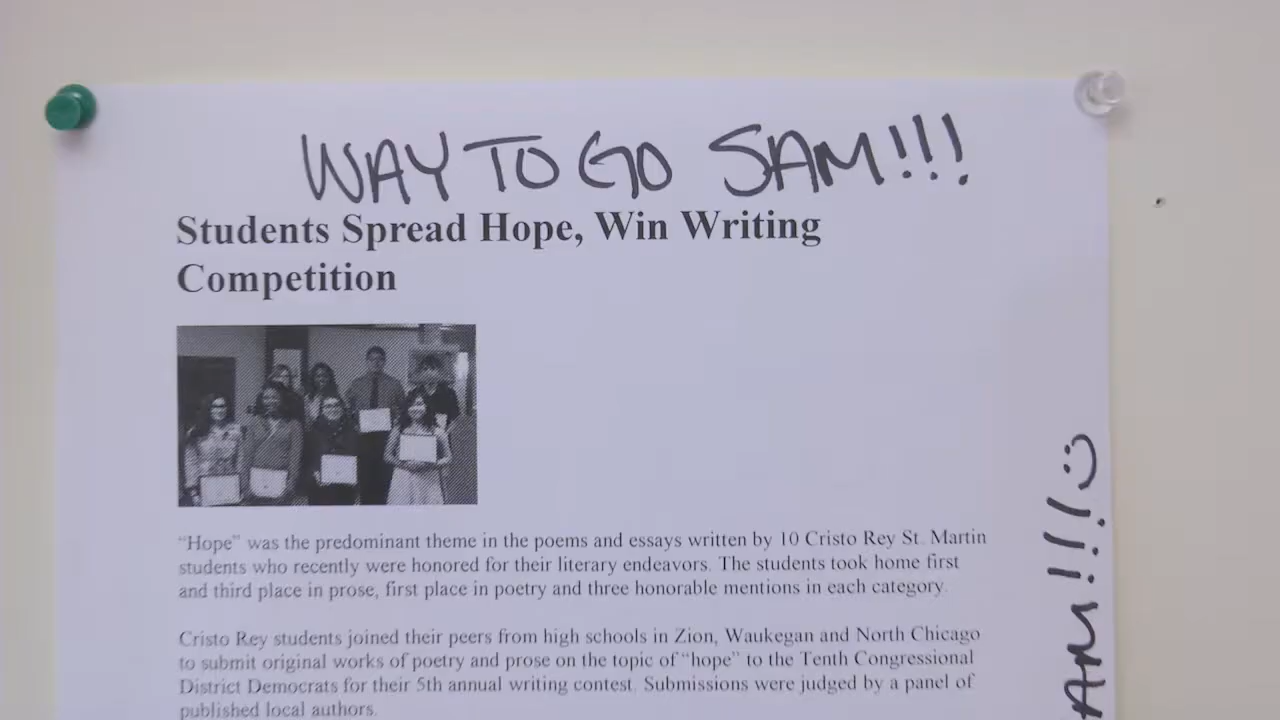 WAY TO GO SAM!!!
Students Spread Hope, Win Writing
Competition
“Hope” was the predominant theme in the poems and essays written by 10 Cristo Rey St. Martin
students who recently were honored for their literary endeavors. The students took home first
and third place in prose, first place in poetry and three honorable mentions in each category.
Cristo Rey students joined their peers from high schools in Zion, Waukegan and North Chicago
to submit original works of poetry and prose on the topic of “hope” to the Tenth Congressional
District Democrats for their 5th annual writing contest. Submissions were judged by a panel of
published local authors.
AM!!!:)